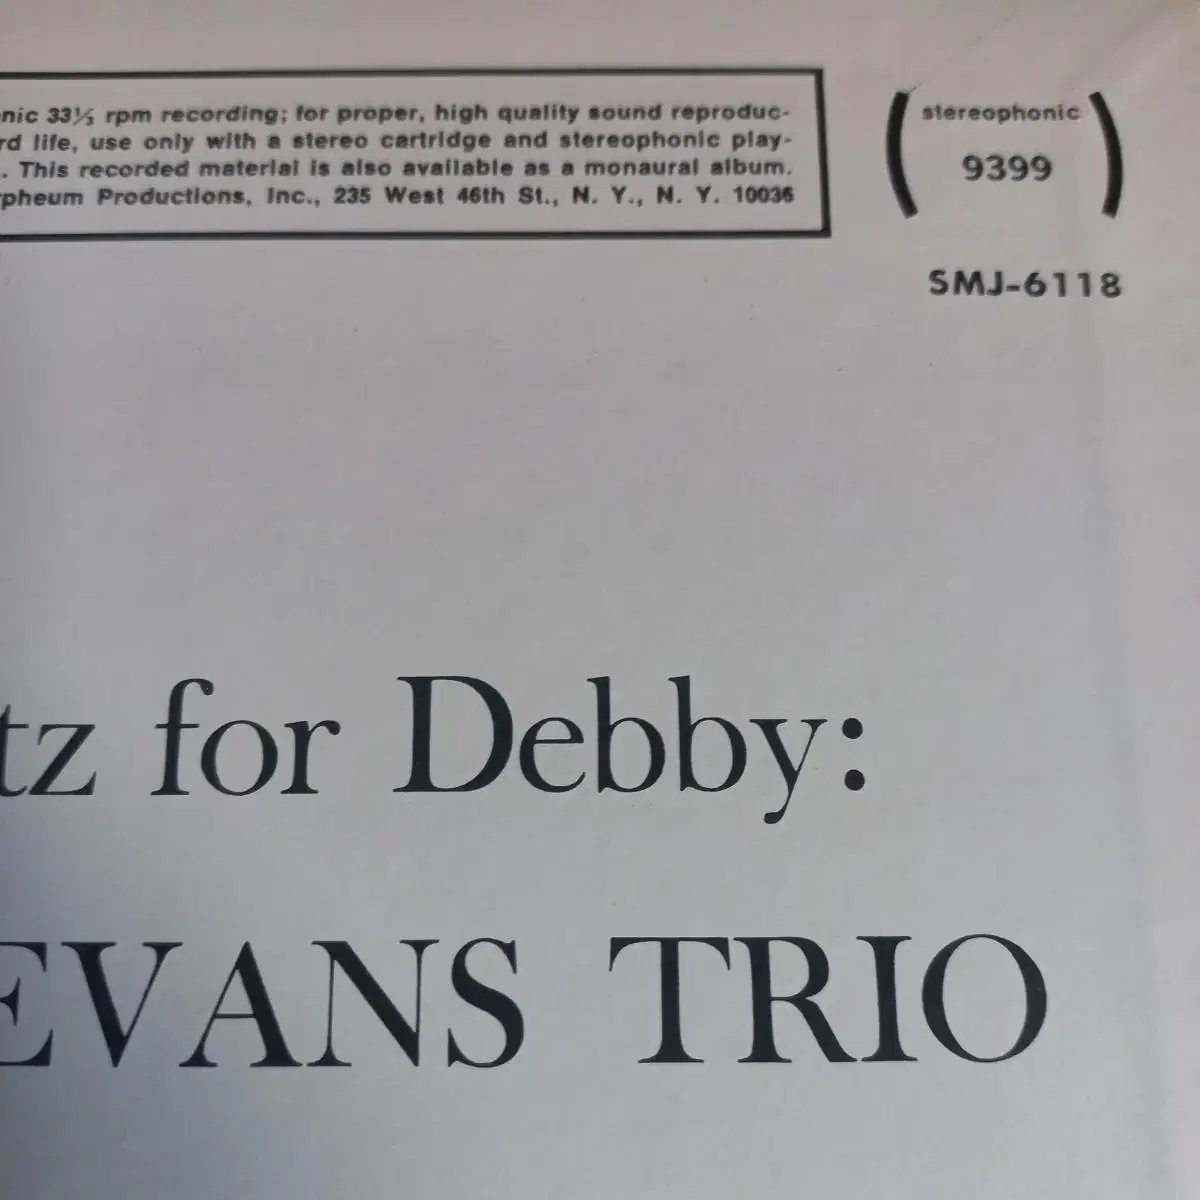 nic 33⅓ rpm recording; for proper, high quality sound reproduc-
rd life, use only with a stereo cartridge and stereophonic play-
. This recorded material is also available as a monaural album.
pheum Productions, Inc., 235 West 46th St., N. Y., N. Y. 10036
(stereophonic
9399)
SMJ-6118
tz for Debby:
EVANS TRIO